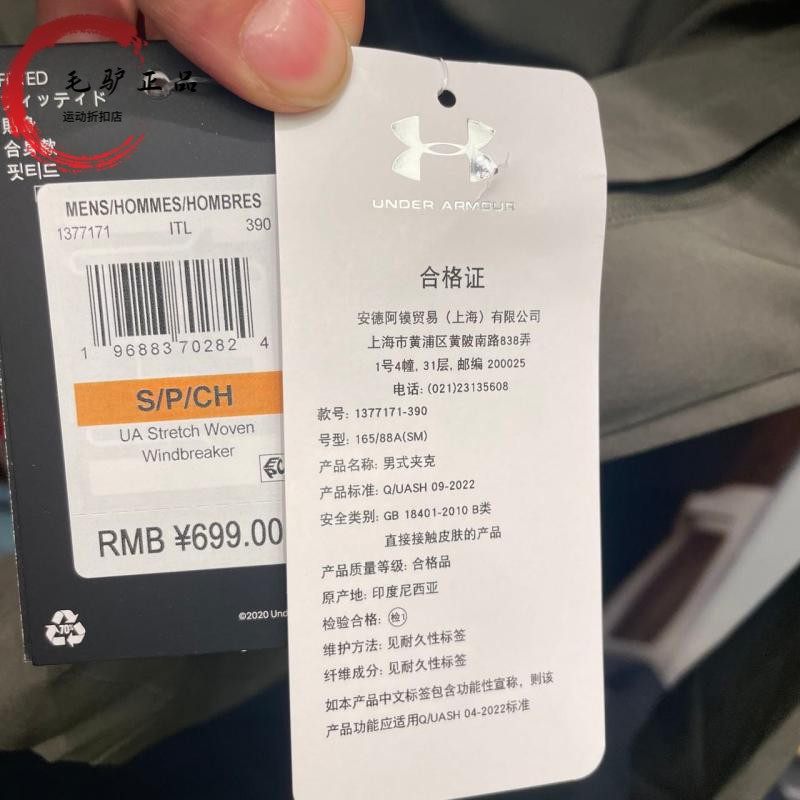 毛驴正品
运动折扣店
ィッティド
合身款
핏티드
MENS/HOMMES/HOMBRES
1377171 ITL 390
1 96883 70282 4
S/P/CH
UA Stretch Woven
Windbreaker
RMB ¥699.00
70%
©2020 Und
UNDER ARMOUR
合格证
安德阿镆贸易（上海）有限公司
上海市黄浦区黄陂南路838弄
1号4幢, 31层, 邮编 200025
电话: (021)23135608
款号: 1377171-390
号型: 165/88A(SM)
产品名称: 男式夹克
产品标准: Q/UASH 09-2022
安全类别: GB 18401-2010 B类
直接接触皮肤的产品
产品质量等级: 合格品
原产地: 印度尼西亚
检验合格: 检1
维护方法: 见耐久性标签
纤维成分: 见耐久性标签
如本产品中文标签包含功能性宣称, 则该
产品功能应适用Q/UASH 04-2022标准